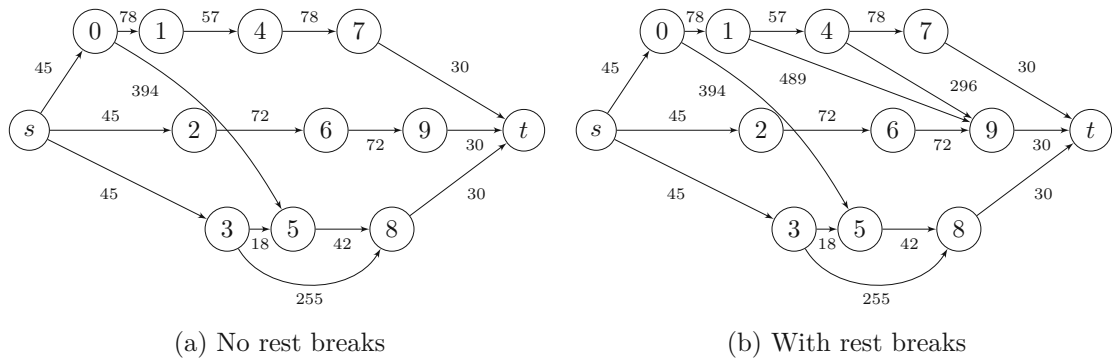 0 78 1 57 4 78 7
45 394 30
s 45 2 72 6 72 9 30 t
45 30
3 18 5 42 8
255
(a) No rest breaks
0 78 1 57 4 78 7
45 394 489 296 30
s 45 2 72 6 72 9 30 t
45 30
3 18 5 42 8
255
(b) With rest breaks